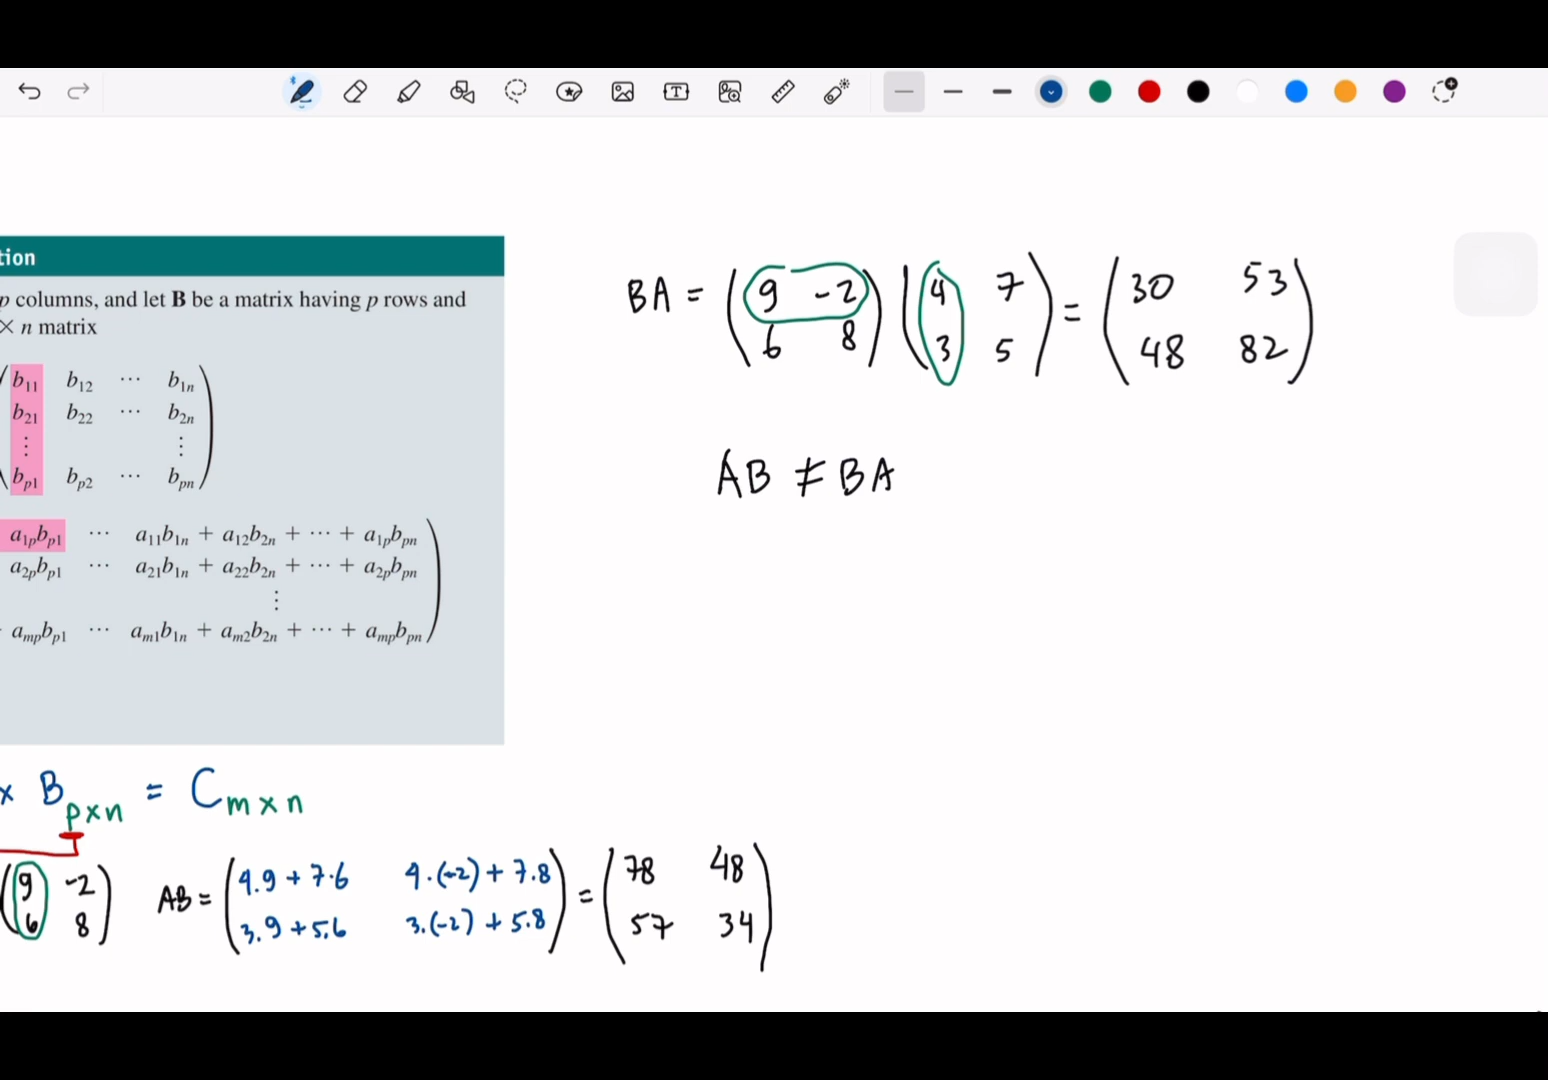 tion
p columns, and let B be a matrix having p rows and
× n matrix
b11 b12 ⋯ b1n
b21 b22 ⋯ b2n
⋮ ⋮
bp1 bp2 ⋯ bpn
a1pbp1 ⋯ a11b1n + a12b2n + ⋯ + a1pbpn
a2pbp1 ⋯ a21b1n + a22b2n + ⋯ + a2pbpn
⋮
ampbp1 ⋯ am1b1n + am2b2n + ⋯ + ampbpn
BA = (9 -2) (4 7) = (30 53)
6 8 3 5 48 82
AB ≠ BA
x Bp×n = Cm×n
(9 -2) AB = (4.9 + 7.6 4.(-2) + 7.8) = (78 48)
6 8 3.9 + 5.6 3.(-2) + 5.8 57 34